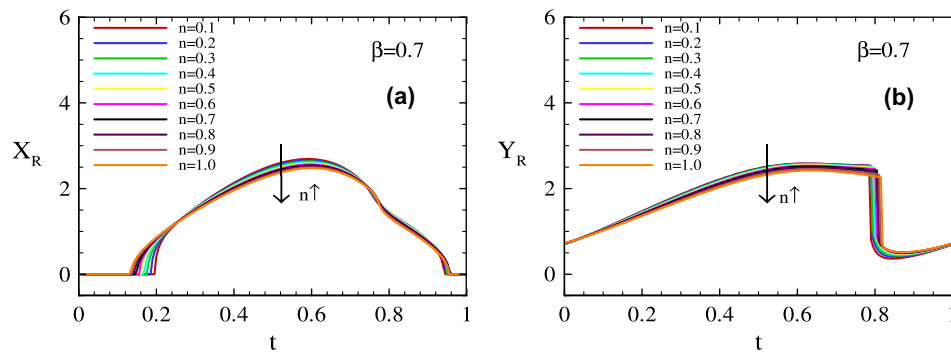 6
n=0.1
n=0.2
n=0.3
β=0.7
n=0.4
4
n=0.5
(a)
n=0.6
n=0.7
n=0.8
X_R
n=0.9
n=1.0
2
n↑
0
0 0.2 0.4 0.6 0.8 1
t
6
n=0.1
n=0.2
n=0.3
β=0.7
n=0.4
4
n=0.5
(b)
n=0.6
n=0.7
n=0.8
Y_R
n=0.9
n=1.0
2
n↑
0
0 0.2 0.4 0.6 0.8 1
t